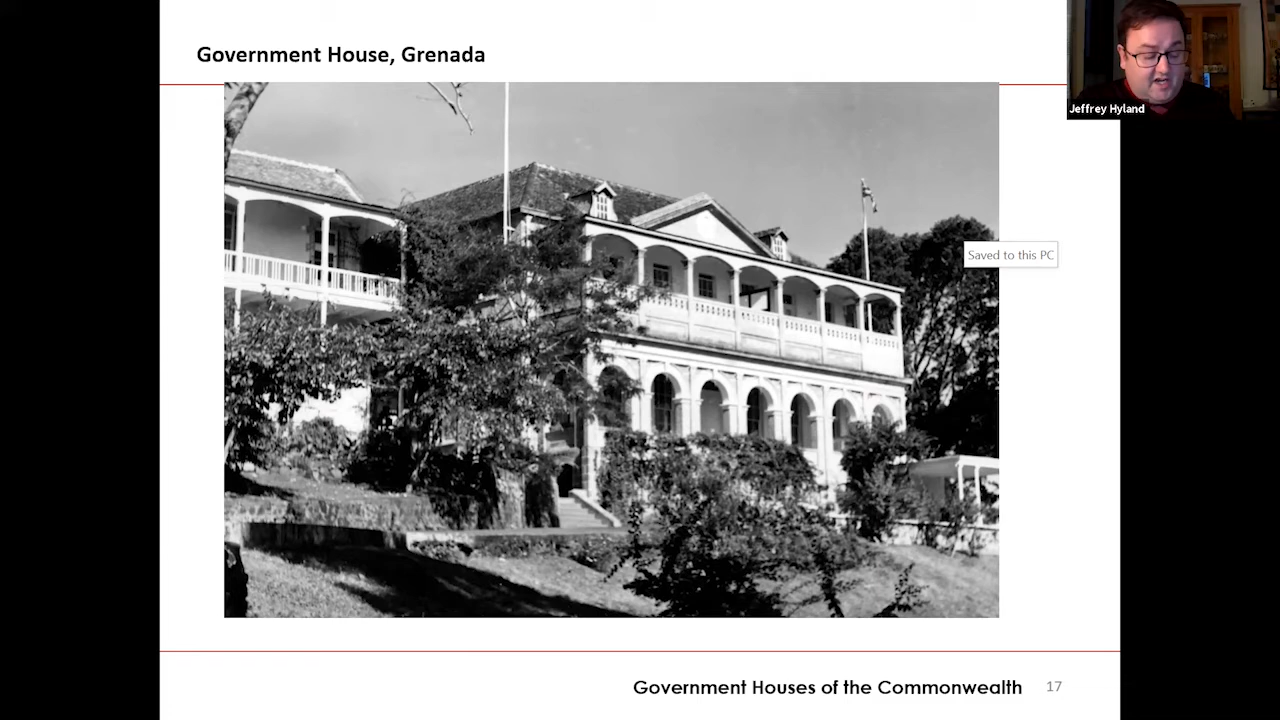 Government House, Grenada
Jeffrey Hyland
Saved to this PC
Government Houses of the Commonwealth
17